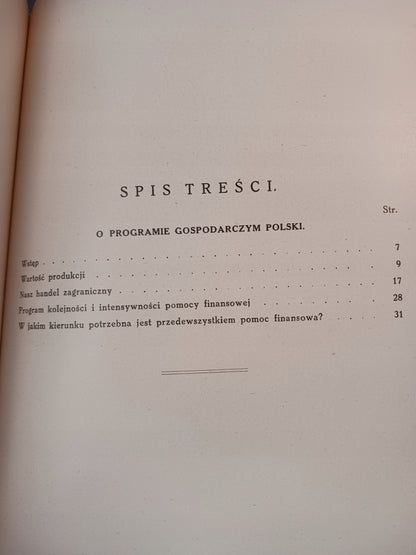 SPIS TREŚCI.
Str.
O PROGRAMIE GOSPODARCZYM POLSKI.
Wstęp . . . . . . . . . . . . . . . . . . . . . 7
Wartość produkcji . . . . . . . . . . . . . . . . . . 9
Nasz handel zagraniczny . . . . . . . . . . . . . . . . 17
Program kolejności i intensywności pomocy finansowej . . . . . . . . 28
W jakim kierunku potrzebna jest przedewszystkiem pomoc finansowa? . . . . . 31